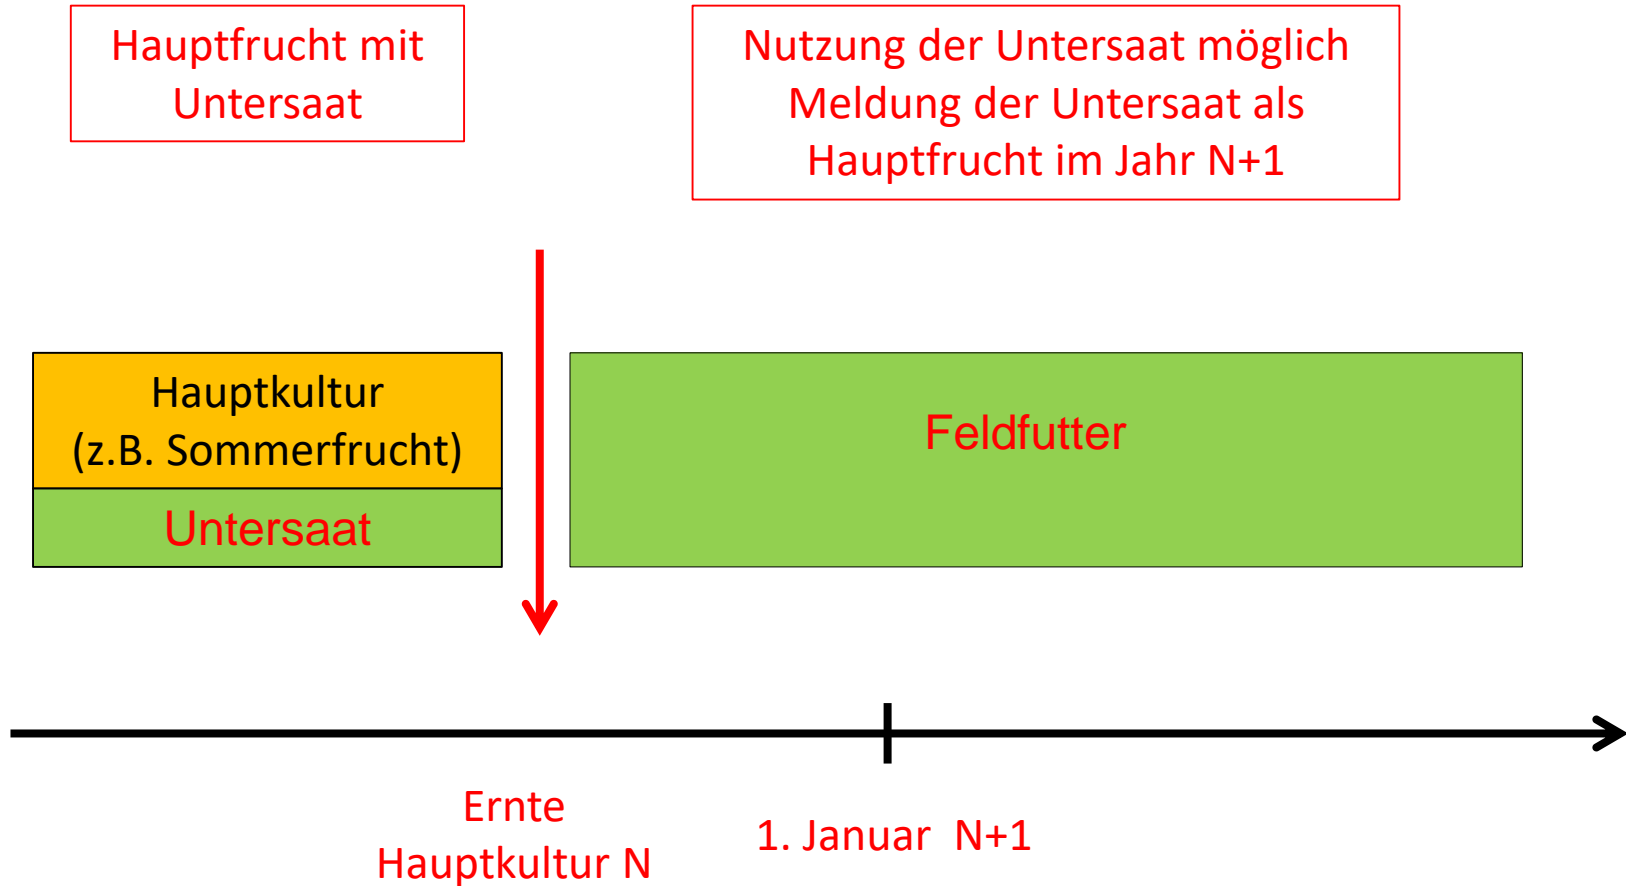 Hauptfrucht mit
Untersaat
Nutzung der Untersaat möglich
Meldung der Untersaat als
Hauptfrucht im Jahr N+1
Hauptkultur
(z.B. Sommerfrucht)
Untersaat
Feldfutter
Ernte
Hauptkultur N
1. Januar N+1